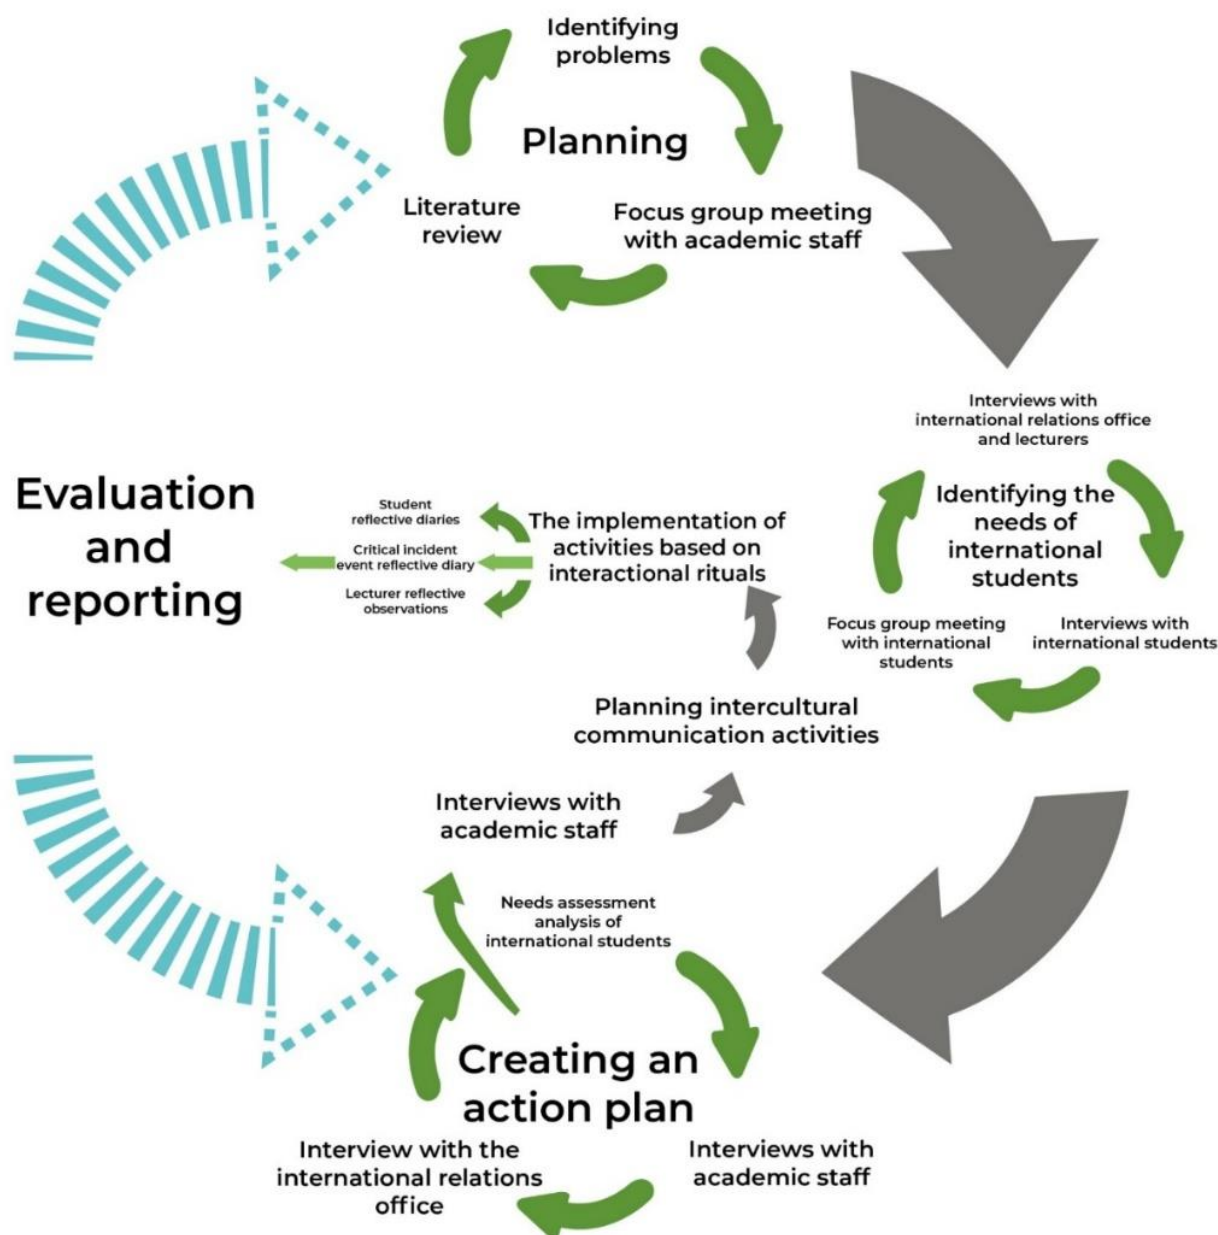 Identifying
problems
Planning
Literature
review
Focus group meeting
with academic staff
Interviews with
international relations office
and lecturers
Identifying the
needs of
international
students
Focus group meeting
with international
students
Interviews with
international students
Evaluation
and
reporting
Student
reflective diaries
Critical incident
event reflective diary
Lecturer reflective
observations
The implementation of
activities based on
interactional rituals
Planning intercultural
communication activities
Interviews with
academic staff
Needs assessment
analysis of
international students
Creating an
action plan
Interview with the
international relations
office
Interviews with
academic staff